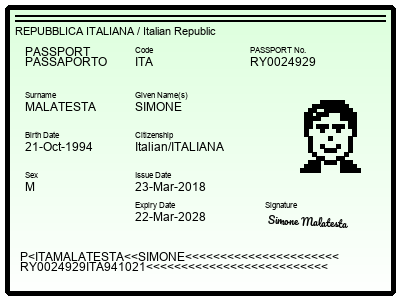 REPUBBLICA ITALIANA / Italian Republic
PASSPORT Code PASSPORT No.
PASSAPORTO ITA RY0024929
Surname Given Name(s)
MALATESTA SIMONE
Birth Date Citizenship
21-Oct-1994 Italian/ITALIANA
Sex Issue Date
M 23-Mar-2018
Expiry Date Signature
22-Mar-2028 Simone Malatesta
P<ITAMALATESTA<<SIMONE<<<<<<<<<<<<<<<<<<<<<<
RY0024929ITA941021<<<<<<<<<<<<<<<<<<<<<<<<<<